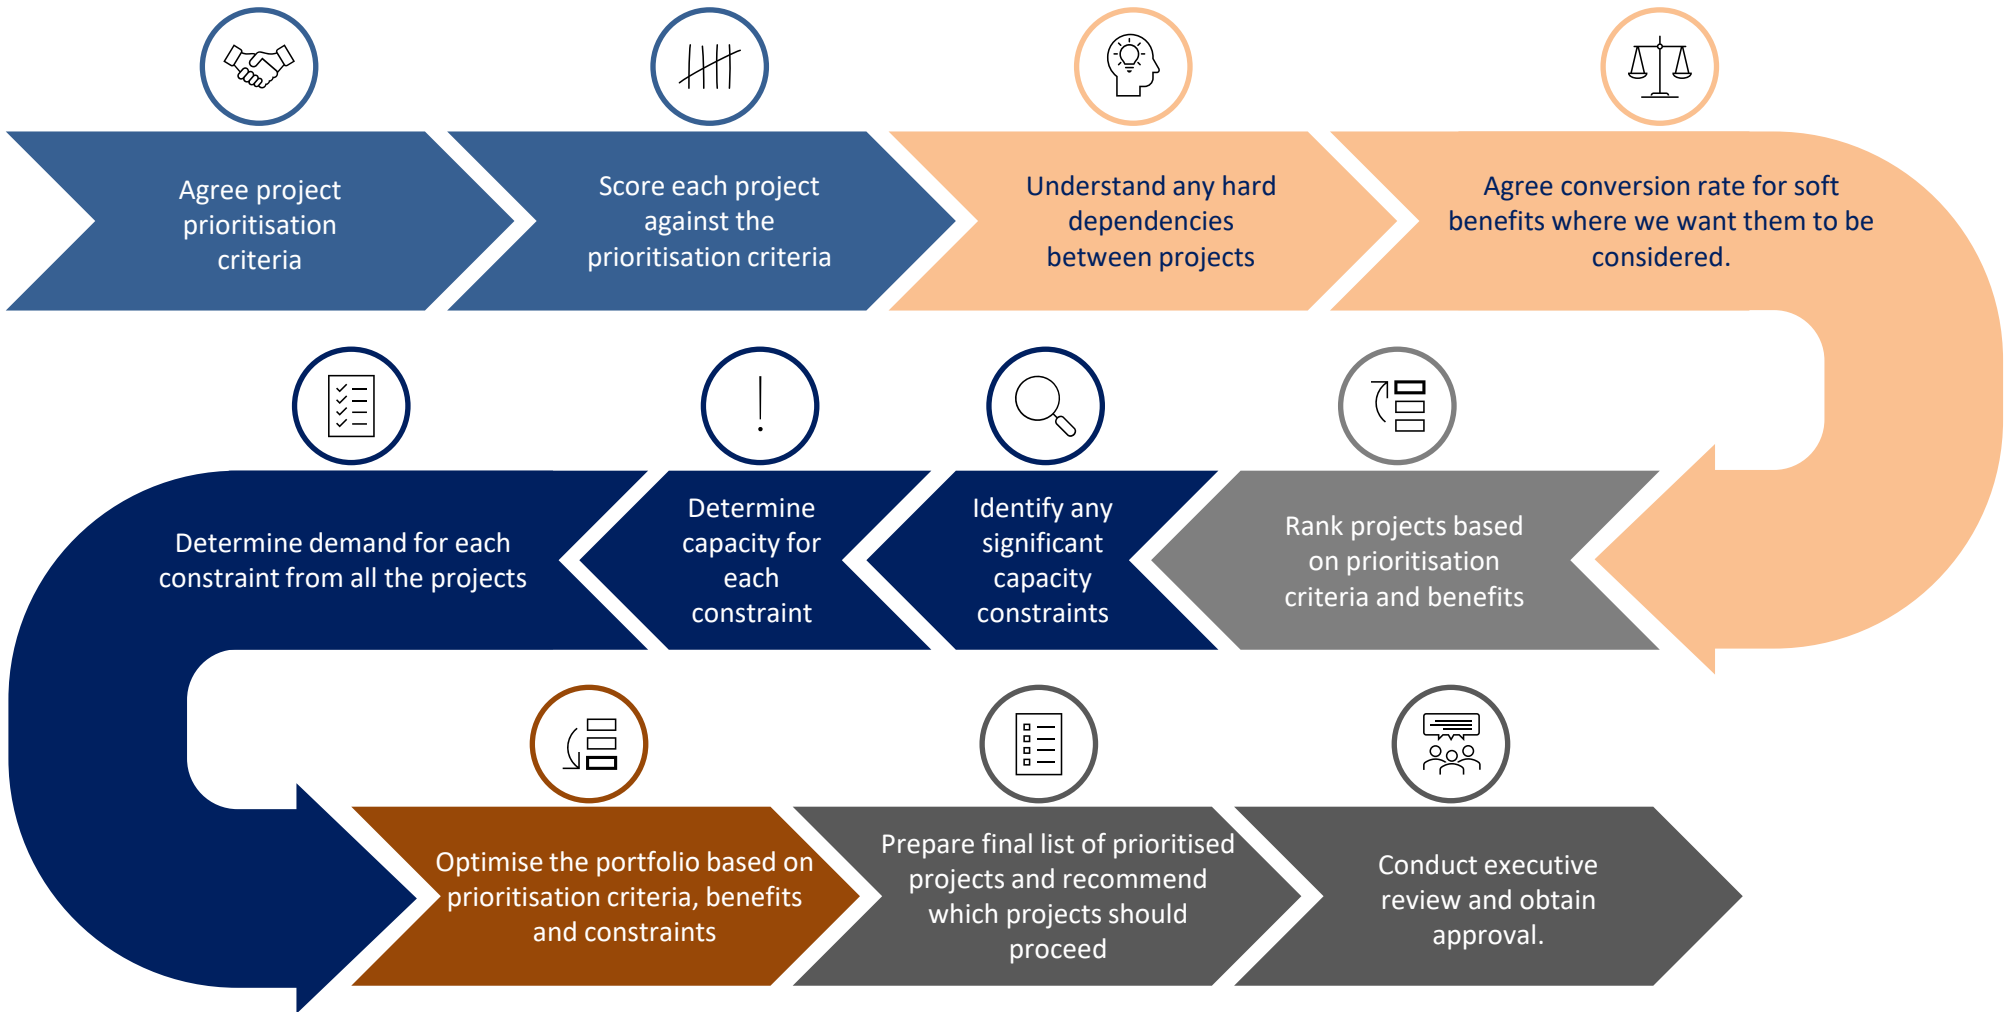 Agree project
prioritisation
criteria
Score each project
against the
prioritisation criteria
Understand any hard
dependencies
between projects
Agree conversion rate for soft
benefits where we want them to be
considered.
Rank projects based
on prioritisation
criteria and benefits
Identify any
significant
capacity
constraints
Determine
capacity for
each
constraint
Determine demand for each
constraint from all the projects
Optimise the portfolio based on
prioritisation criteria, benefits
and constraints
Prepare final list of prioritised
projects and recommend
which projects should
proceed
Conduct executive
review and obtain
approval.